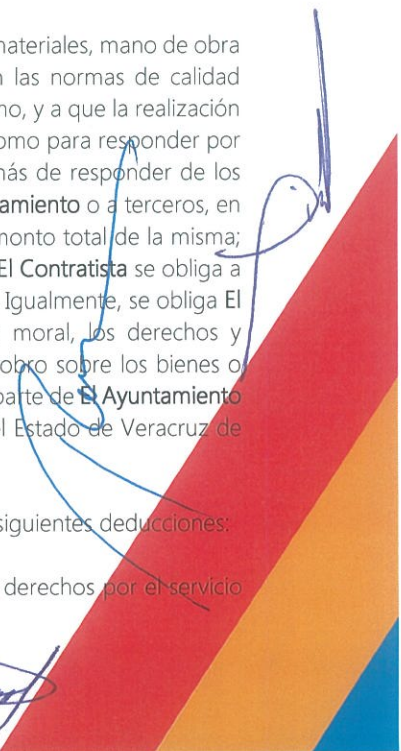 materiales, mano de obra
las normas de calidad
mo, y a que la realización
omo para responder por
más de responder de los
amiento o a terceros, en
monto total de la misma;
El Contratista se obliga a
Igualmente, se obliga El
moral, los derechos y
obro sobre los bienes o
parte de El Ayuntamiento
l Estado de Veracruz de
siguientes deducciones:
derechos por el servicio